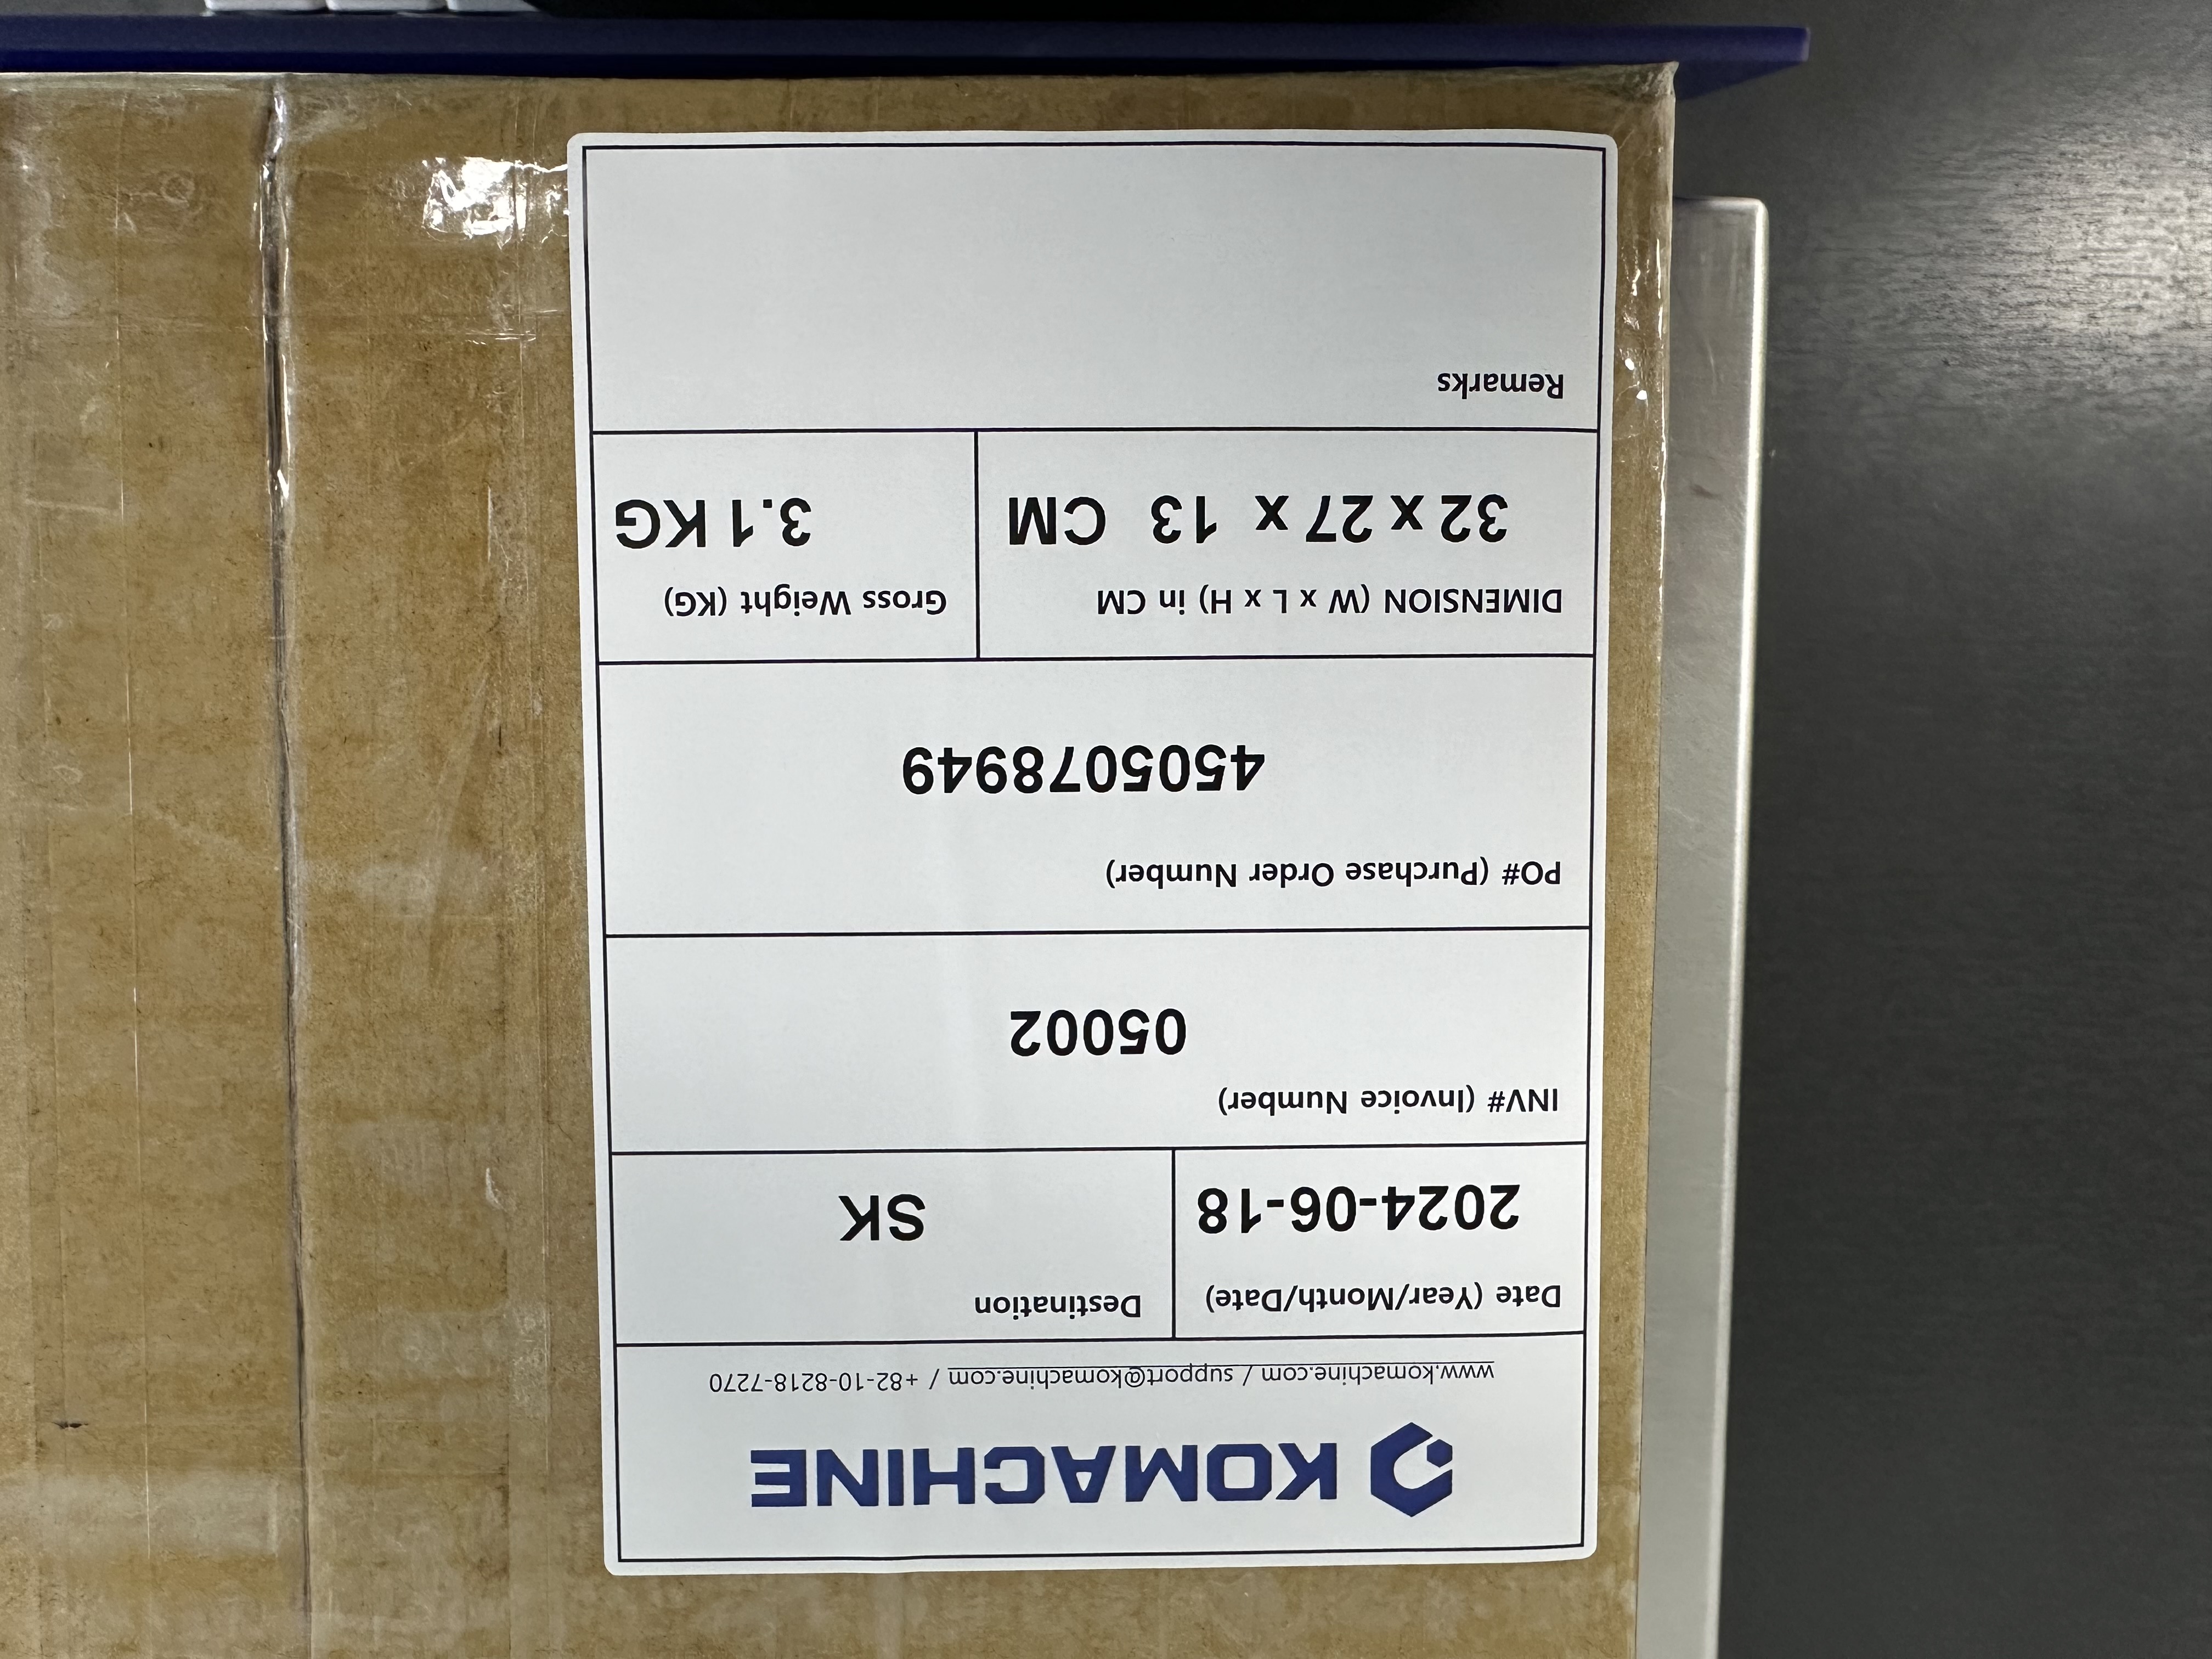 KOMACHINE
www.komachine.com / support@komachine.com / +82-10-8218-7270
Date (Year/Month/Date)
2024-06-18
Destination
SK
INV# (Invoice Number)
05002
PO# (Purchase Order Number)
4505078949
DIMENSION (W x L x H) in CM
32 x 27 x 13 CM
Gross Weight (KG)
3.1 KG
Remarks